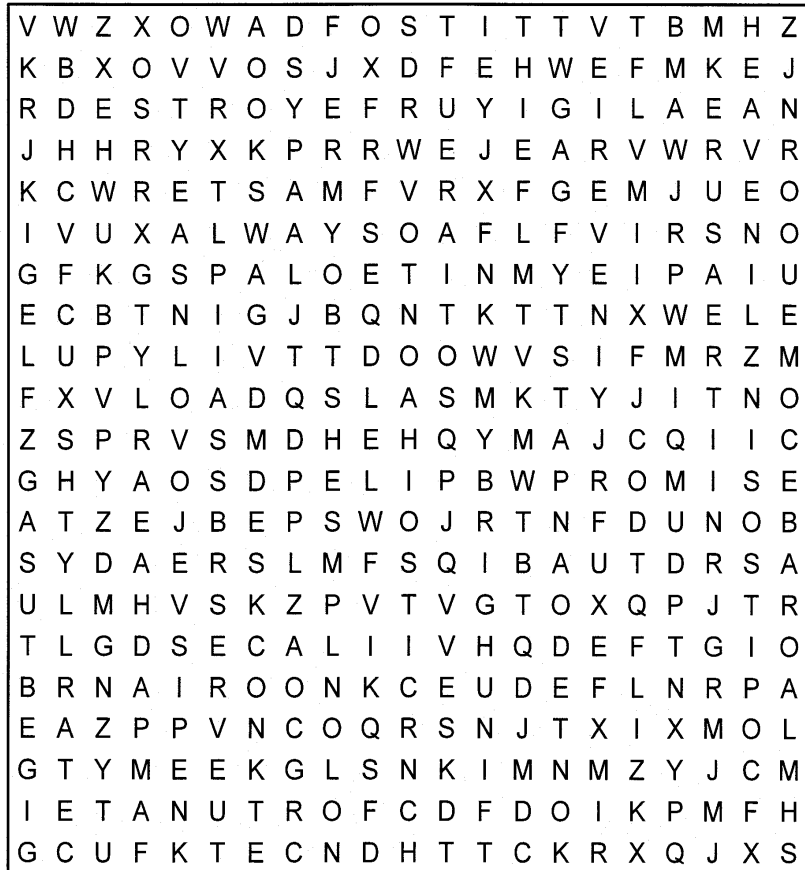 V W Z X O W A D F O S T I T T V T B M H Z
K B X O V V O S J X D F E H W E F M K E J
R D E S T R O Y E F R U Y I G I L A E A N
J H H R Y X K P R R W E J E A R V W R V R
K C W R E T S A M F V R X F G E M J U E O
I V U X A L W A Y S O A F L F V I R S N O
G F K G S P A L O E T I N M Y E I P A I U
E C B T N I G J B Q N T K T T N X W E L E
L U P Y L I V T T D O O W V S I F M R Z M
F X V L O A D Q S L A S M K T Y J I T N O
Z S P R V S M D H E H Q Y M A J C Q I I C
G H Y A O S D P E L I P B W P R O M I S E
A T Z E J B E P S W O J R T N F D U N O B
S Y D A E R S L M F S Q I B A U T D R S A
U L M H V S K Z P V T V G T O X Q P J T R
T L G D S E C A L I I V H Q D E F T G I O
B R N A I R O O N K C E U D E F L N R P A
E A Z P P V N C O Q R S N J T X I X M O L
G T Y M E E K G L S N K I M N M Z Y J C M
I E T A N U T R O F C D F D O I K P M F H
G C U F K T E C N D H T T C K R X Q J X S